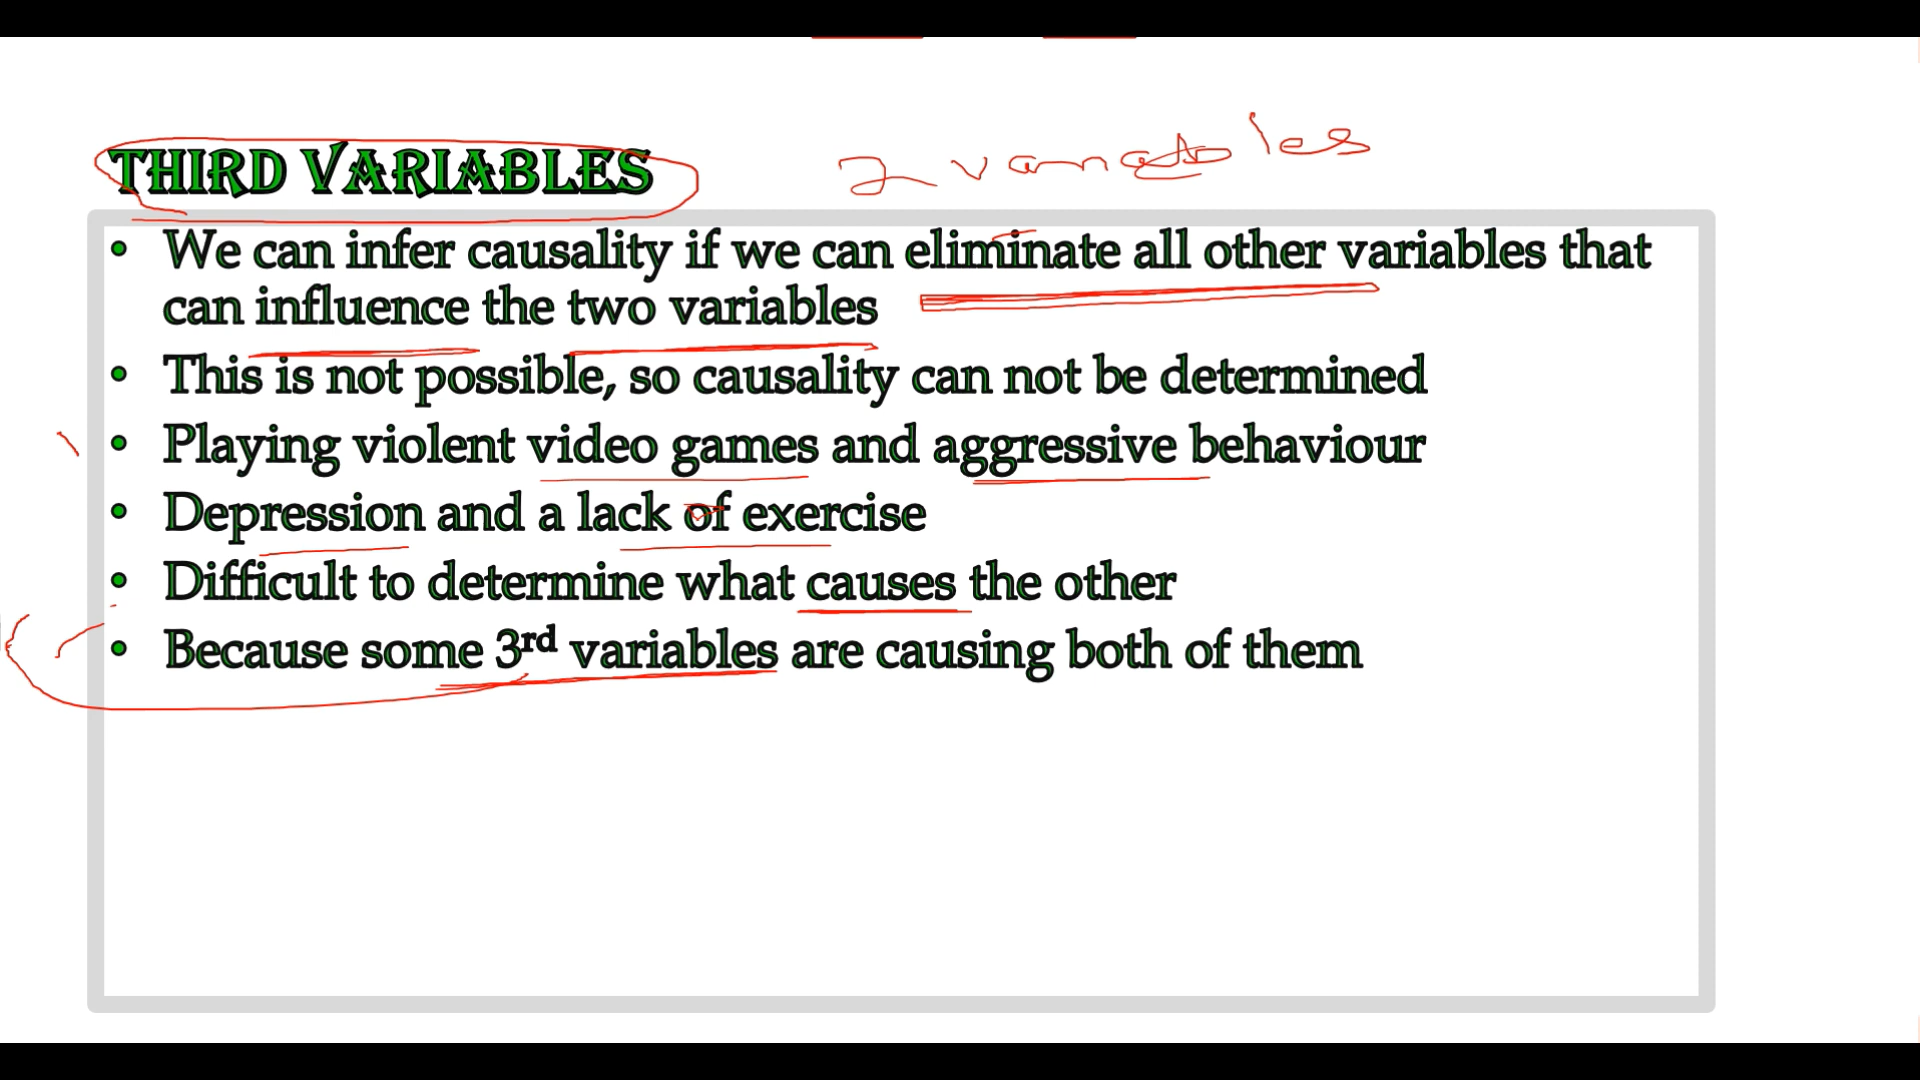 THIRD VARIABLES
2 variables
• We can infer causality if we can eliminate all other variables that
can influence the two variables
• This is not possible, so causality can not be determined
• Playing violent video games and aggressive behaviour
• Depression and a lack of exercise
• Difficult to determine what causes the other
• Because some 3rd variables are causing both of them